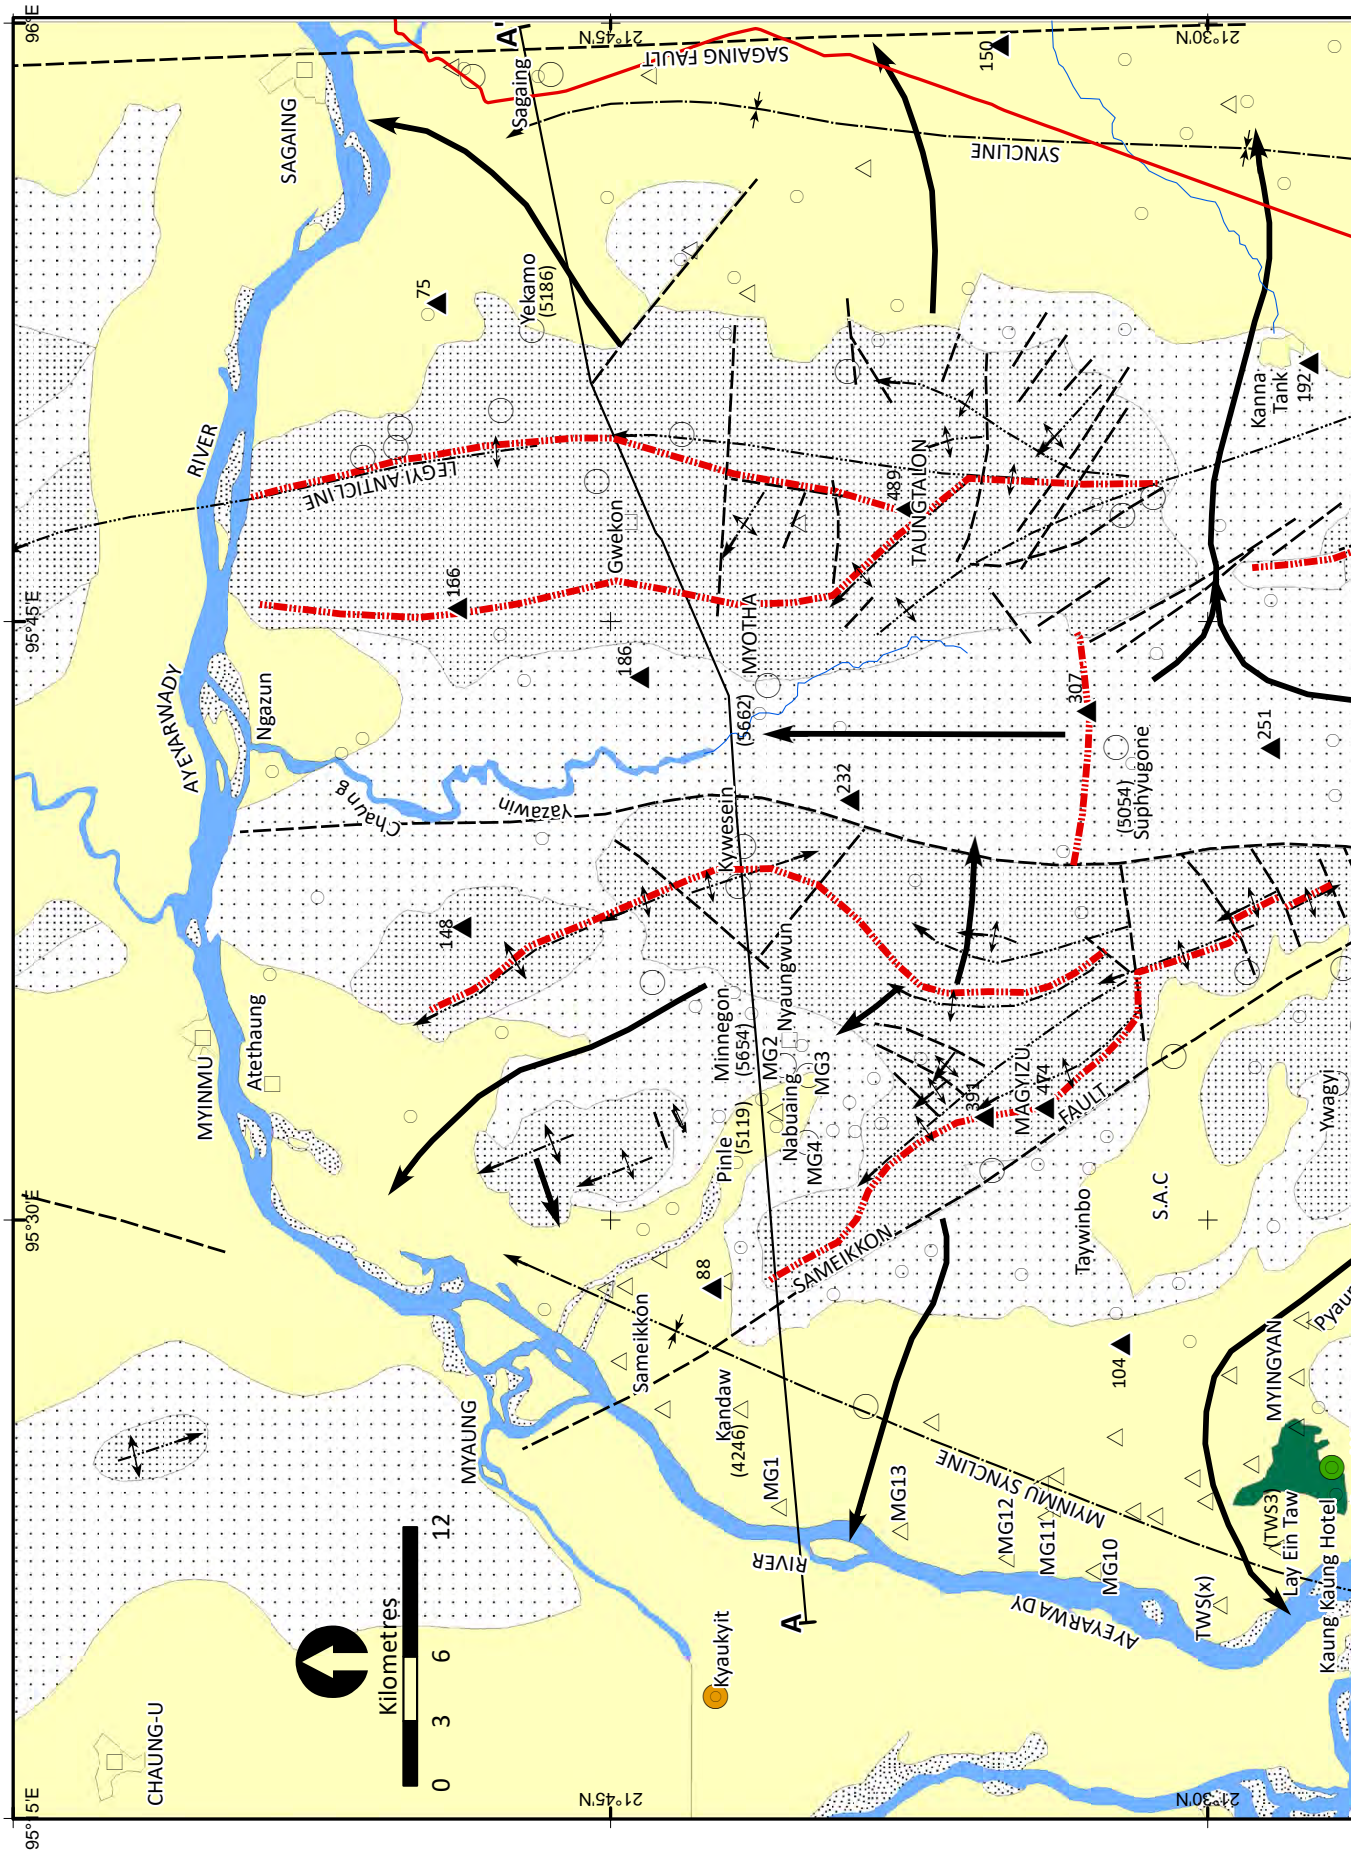 95°15'E
95°30'E
95°45'E
96°E
21°45'N
21°30'N
21°45'N
21°30'N
CHAUNG-U
Kilometres
0 3 6 12
MYAUNG
MYINMU
Atethaung
AYEYARWADY
RIVER
Ngazun
Chaung
Yazawin
SAGAING
Sagaing
A'
SAGAING FAULT
SYNCLINE
75
Yekamo
(5186)
LEGYI ANTICLINE
166
Gwekon
186
148
MYOTHA
(5662)
489
TAUNGTALON
150
Kanna
Tank
192
232
307
251
(5054)
Suphyugone
Kywesein
Nyaungwun
Minnegon
(5654)
MG2
MG3
Nabuaing
MG4
Pinle
(5119)
391
MAGYIZU
474
SAMEIKKON
FAULT
88
Sameikkon
Kandaw
(4246)
MG1
RIVER
A
Kyaukyit
MG13
MG12
MG11
MG10
MYINMU SYNCLINE
AYEYARWADY
TWS(x)
104
Taywinbo
S.A.C
Ywagyi
MYINGYAN
(TWS3)
Lay Ein Taw
Kaung Kaung Hotel